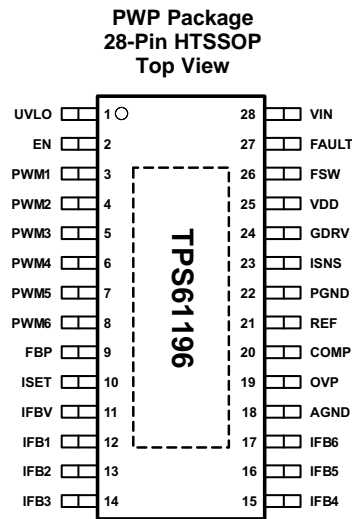 PWP Package
28-Pin HTSSOP
Top View
UVLO 1 28 VIN
EN 2 27 FAULT
PWM1 3 26 FSW
PWM2 4 25 VDD
PWM3 5 24 GDRV
PWM4 6 23 ISNS
PWM5 7 22 PGND
PWM6 8 21 REF
FBP 9 20 COMP
ISET 10 19 OVP
IFBV 11 18 AGND
IFB1 12 17 IFB6
IFB2 13 16 IFB5
IFB3 14 15 IFB4
TPS61196